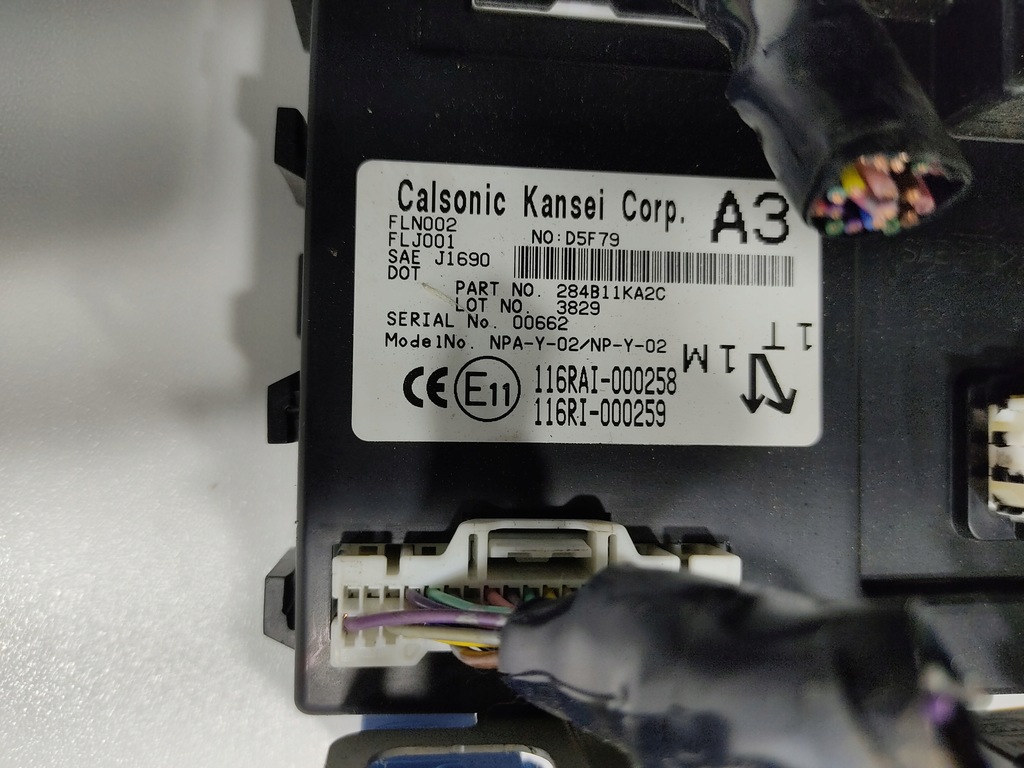 Calsonic Kansei Corp. A3
FLN002
FLJ001 NO:D5F79
SAE J1690
DOT
PART NO. 284B11KA2C
LOT NO. 3829
SERIAL No. 00662
ModelNo. NPA-Y-02/NP-Y-02
1T
1M
CE E11 116RAI-000258
116RI-000259